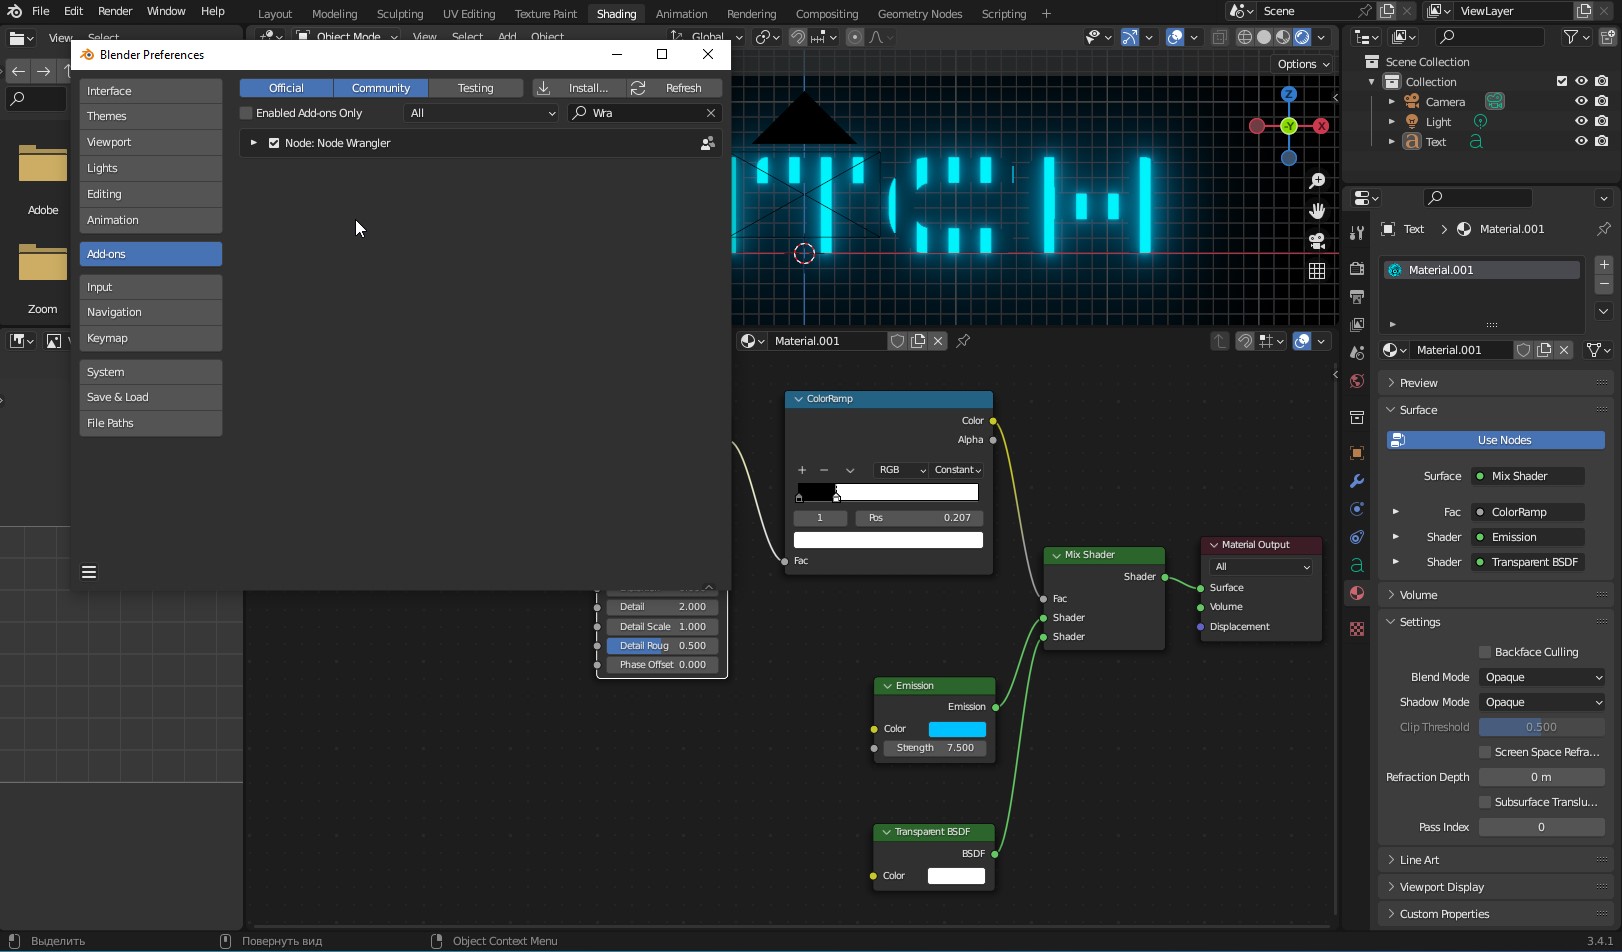 File Edit Render Window Help
Layout Modeling Sculpting UV Editing Texture Paint Shading Animation Rendering Compositing Geometry Nodes Scripting +
Scene
ViewLayer
Object Mode View Select Add Object Global
Blender Preferences
Interface
Themes
Viewport
Lights
Editing
Animation
Add-ons
Input
Navigation
Keymap
System
Save & Load
File Paths
Official Community Testing Install... Refresh
Enabled Add-ons Only All Wra
Node: Node Wrangler
Adobe
Zoom
Options
Z
-Y
X
Scene Collection
Collection
Camera
Light
Text
Text Material.001
Material.001
Material.001
Preview
Surface
Use Nodes
Surface Mix Shader
Fac ColorRamp
Shader Emission
Shader Transparent BSDF
Volume
Settings
Backface Culling
Blend Mode Opaque
Shadow Mode Opaque
Clip Threshold 0.500
Screen Space Refra...
Refraction Depth 0 m
Subsurface Translu...
Pass Index 0
Line Art
Viewport Display
Custom Properties
Material.001
ColorRamp
Color
Alpha
+ − RGB Constant
1 Pos 0.207
Fac
Mix Shader
Shader
Fac
Shader
Shader
Material Output
All
Surface
Volume
Displacement
Detail 2.000
Detail Scale 1.000
Detail Roug 0.500
Phase Offset 0.000
Emission
Emission
Color
Strength 7.500
Transparent BSDF
BSDF
Color
Выделить Повернуть вид Object Context Menu 3.4.1